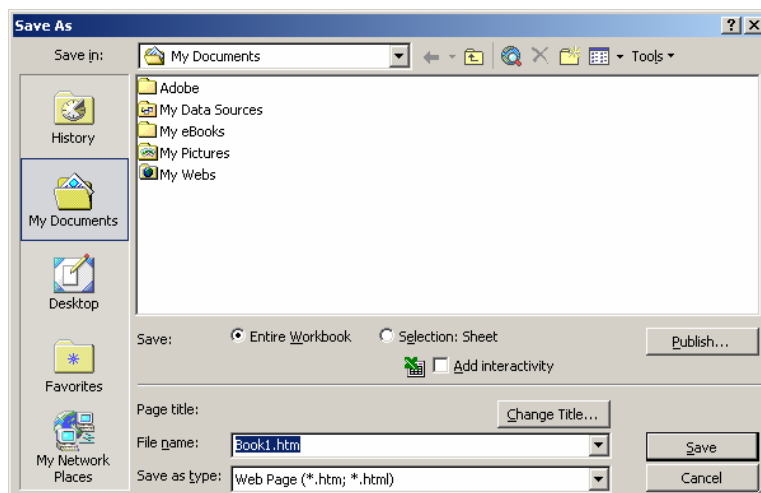 Save As
Save in: My Documents Tools
Adobe
My Data Sources
My eBooks
My Pictures
My Webs
History
My Documents
Desktop
Favorites
My Network
Places
Save: Entire Workbook Selection: Sheet Publish...
Add interactivity
Page title: Change Title...
File name: Book1.htm Save
Save as type: Web Page (*.htm; *.html) Cancel